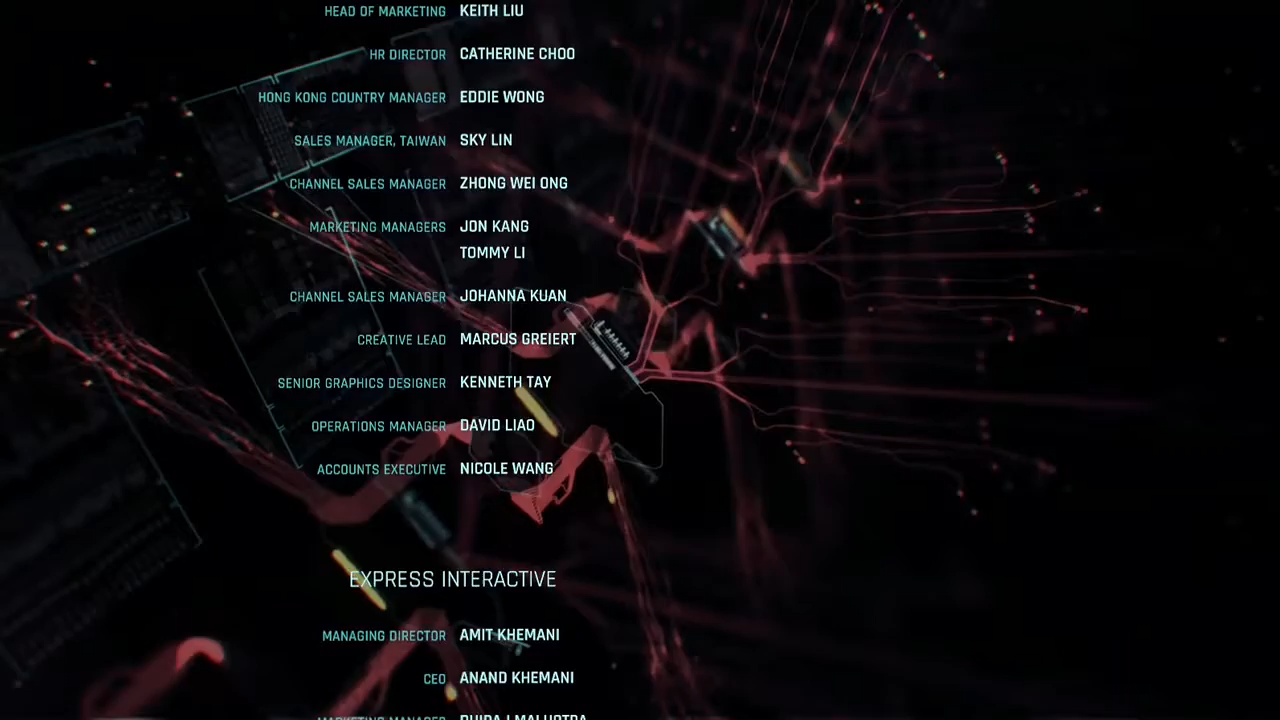 HEAD OF MARKETING KEITH LIU
HR DIRECTOR CATHERINE CHOO
HONG KONG COUNTRY MANAGER EDDIE WONG
SALES MANAGER, TAIWAN SKY LIN
CHANNEL SALES MANAGER ZHONG WEI ONG
MARKETING MANAGERS JON KANG
TOMMY LI
CHANNEL SALES MANAGER JOHANNA KUAN
CREATIVE LEAD MARCUS GREIERT
SENIOR GRAPHICS DESIGNER KENNETH TAY
OPERATIONS MANAGER DAVID LIAO
ACCOUNTS EXECUTIVE NICOLE WANG
EXPRESS INTERACTIVE
MANAGING DIRECTOR AMIT KHEMANI
CEO ANAND KHEMANI
MARKETING MANAGER